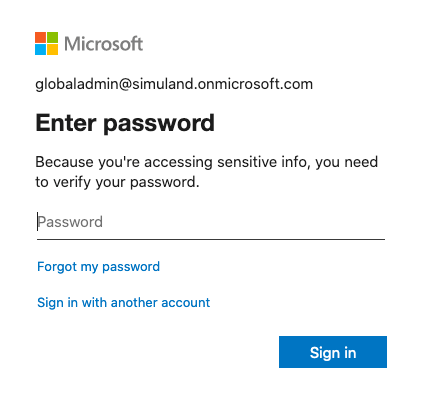 Microsoft
globaladmin@simuland.onmicrosoft.com
Enter password
Because you're accessing sensitive info, you need
to verify your password.
Password
Forgot my password
Sign in with another account
Sign in